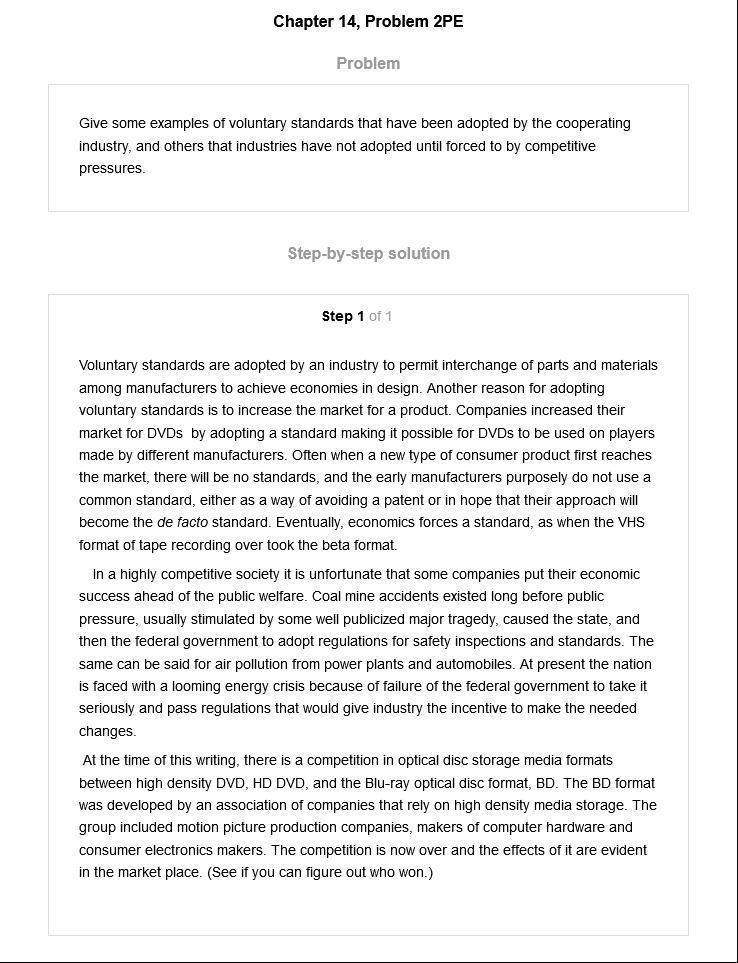 Chapter 14, Problem 2PE
Problem
Give some examples of voluntary standards that have been adopted by the cooperating
industry, and others that industries have not adopted until forced to by competitive
pressures.
Step-by-step solution
Step 1 of 1
Voluntary standards are adopted by an industry to permit interchange of parts and materials
among manufacturers to achieve economies in design. Another reason for adopting
voluntary standards is to increase the market for a product. Companies increased their
market for DVDs by adopting a standard making it possible for DVDs to be used on players
made by different manufacturers. Often when a new type of consumer product first reaches
the market, there will be no standards, and the early manufacturers purposely do not use a
common standard, either as a way of avoiding a patent or in hope that their approach will
become the de facto standard. Eventually, economics forces a standard, as when the VHS
format of tape recording over took the beta format.
In a highly competitive society it is unfortunate that some companies put their economic
success ahead of the public welfare. Coal mine accidents existed long before public
pressure, usually stimulated by some well publicized major tragedy, caused the state, and
then the federal government to adopt regulations for safety inspections and standards. The
same can be said for air pollution from power plants and automobiles. At present the nation
is faced with a looming energy crisis because of failure of the federal government to take it
seriously and pass regulations that would give industry the incentive to make the needed
changes.
At the time of this writing, there is a competition in optical disc storage media formats
between high density DVD, HD DVD, and the Blu-ray optical disc format, BD. The BD format
was developed by an association of companies that rely on high density media storage. The
group included motion picture production companies, makers of computer hardware and
consumer electronics makers. The competition is now over and the effects of it are evident
in the market place. (See if you can figure out who won.)